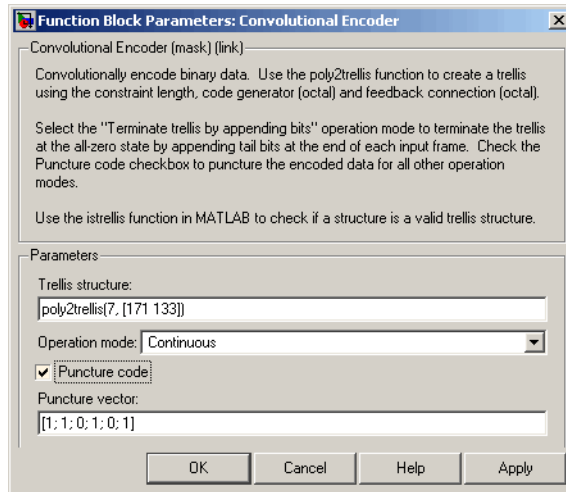 Function Block Parameters: Convolutional Encoder
Convolutional Encoder (mask) (link)
Convolutionally encode binary data.  Use the poly2trellis function to create a trellis
using the constraint length, code generator (octal) and feedback connection (octal).
Select the "Terminate trellis by appending bits" operation mode to terminate the trellis
at the all-zero state by appending tail bits at the end of each input frame.  Check the
Puncture code checkbox to puncture the encoded data for all other operation
modes.
Use the istrellis function in MATLAB to check if a structure is a valid trellis structure.
Parameters
Trellis structure:
poly2trellis(7, [171 133])
Operation mode: Continuous
Puncture code
Puncture vector:
[1; 1; 0; 1; 0; 1]
OK Cancel Help Apply